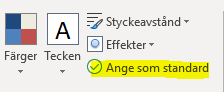 Styckeavstånd
Effekter
Ange som standard
A
Färger Tecken